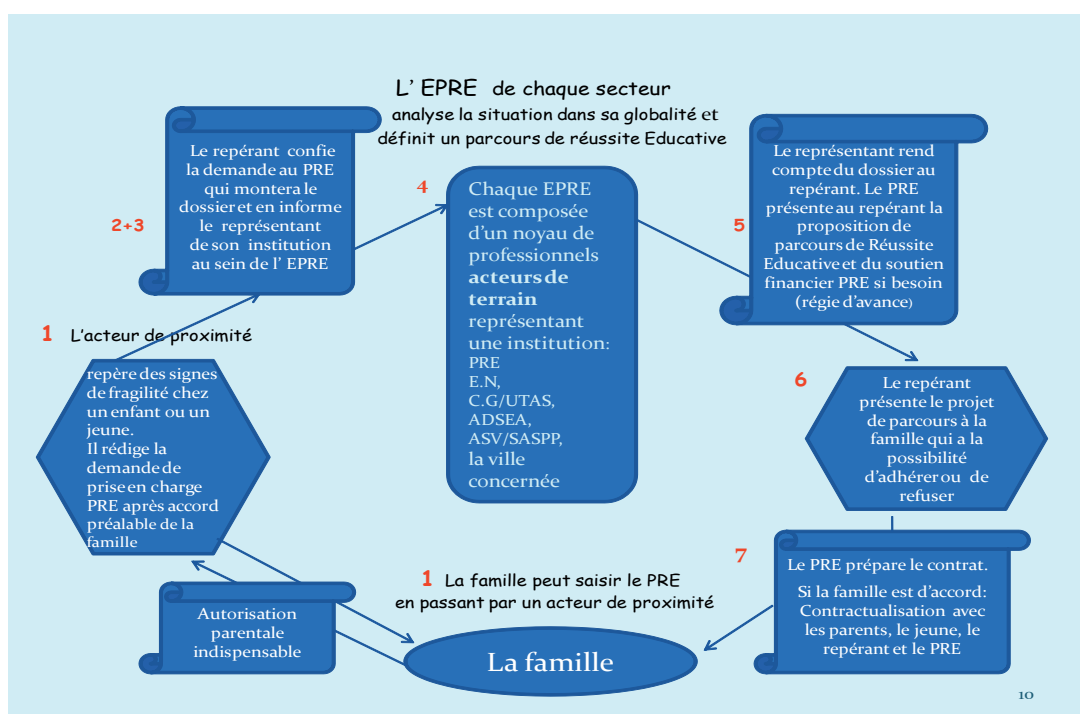 L' EPRE de chaque secteur
analyse la situation dans sa globalité et
définit un parcours de réussite Educative
1 L'acteur de proximité
repère des signes
de fragilité chez
un enfant ou un
jeune.
Il rédige la
demande de
prise en charge
PRE après accord
préalable de la
famille
2+3
Le repérant confie
la demande au PRE
qui montera le
dossier et en informe
le représentant
de son institution
au sein de l' EPRE
4
Chaque EPRE
est composée
d'un noyau de
professionnels
acteurs de
terrain
représentant
une institution:
PRE
E.N,
C.G/UTAS,
ADSEA,
ASV/SASPP,
la ville
concernée
5
Le représentant rend
compte du dossier au
repérant. Le PRE
présente au repérant la
proposition de
parcours de Réussite
Educative et du soutien
financier PRE si besoin
(régie d'avance)
6
Le repérant
présente le projet
de parcours à la
famille qui a la
possibilité
d'adhérer ou de
refuser
7
Le PRE prépare le contrat.
Si la famille est d'accord:
Contractualisation avec
les parents, le jeune, le
repérant et le PRE
1 La famille peut saisir le PRE
en passant par un acteur de proximité
Autorisation
parentale
indispensable
La famille
10